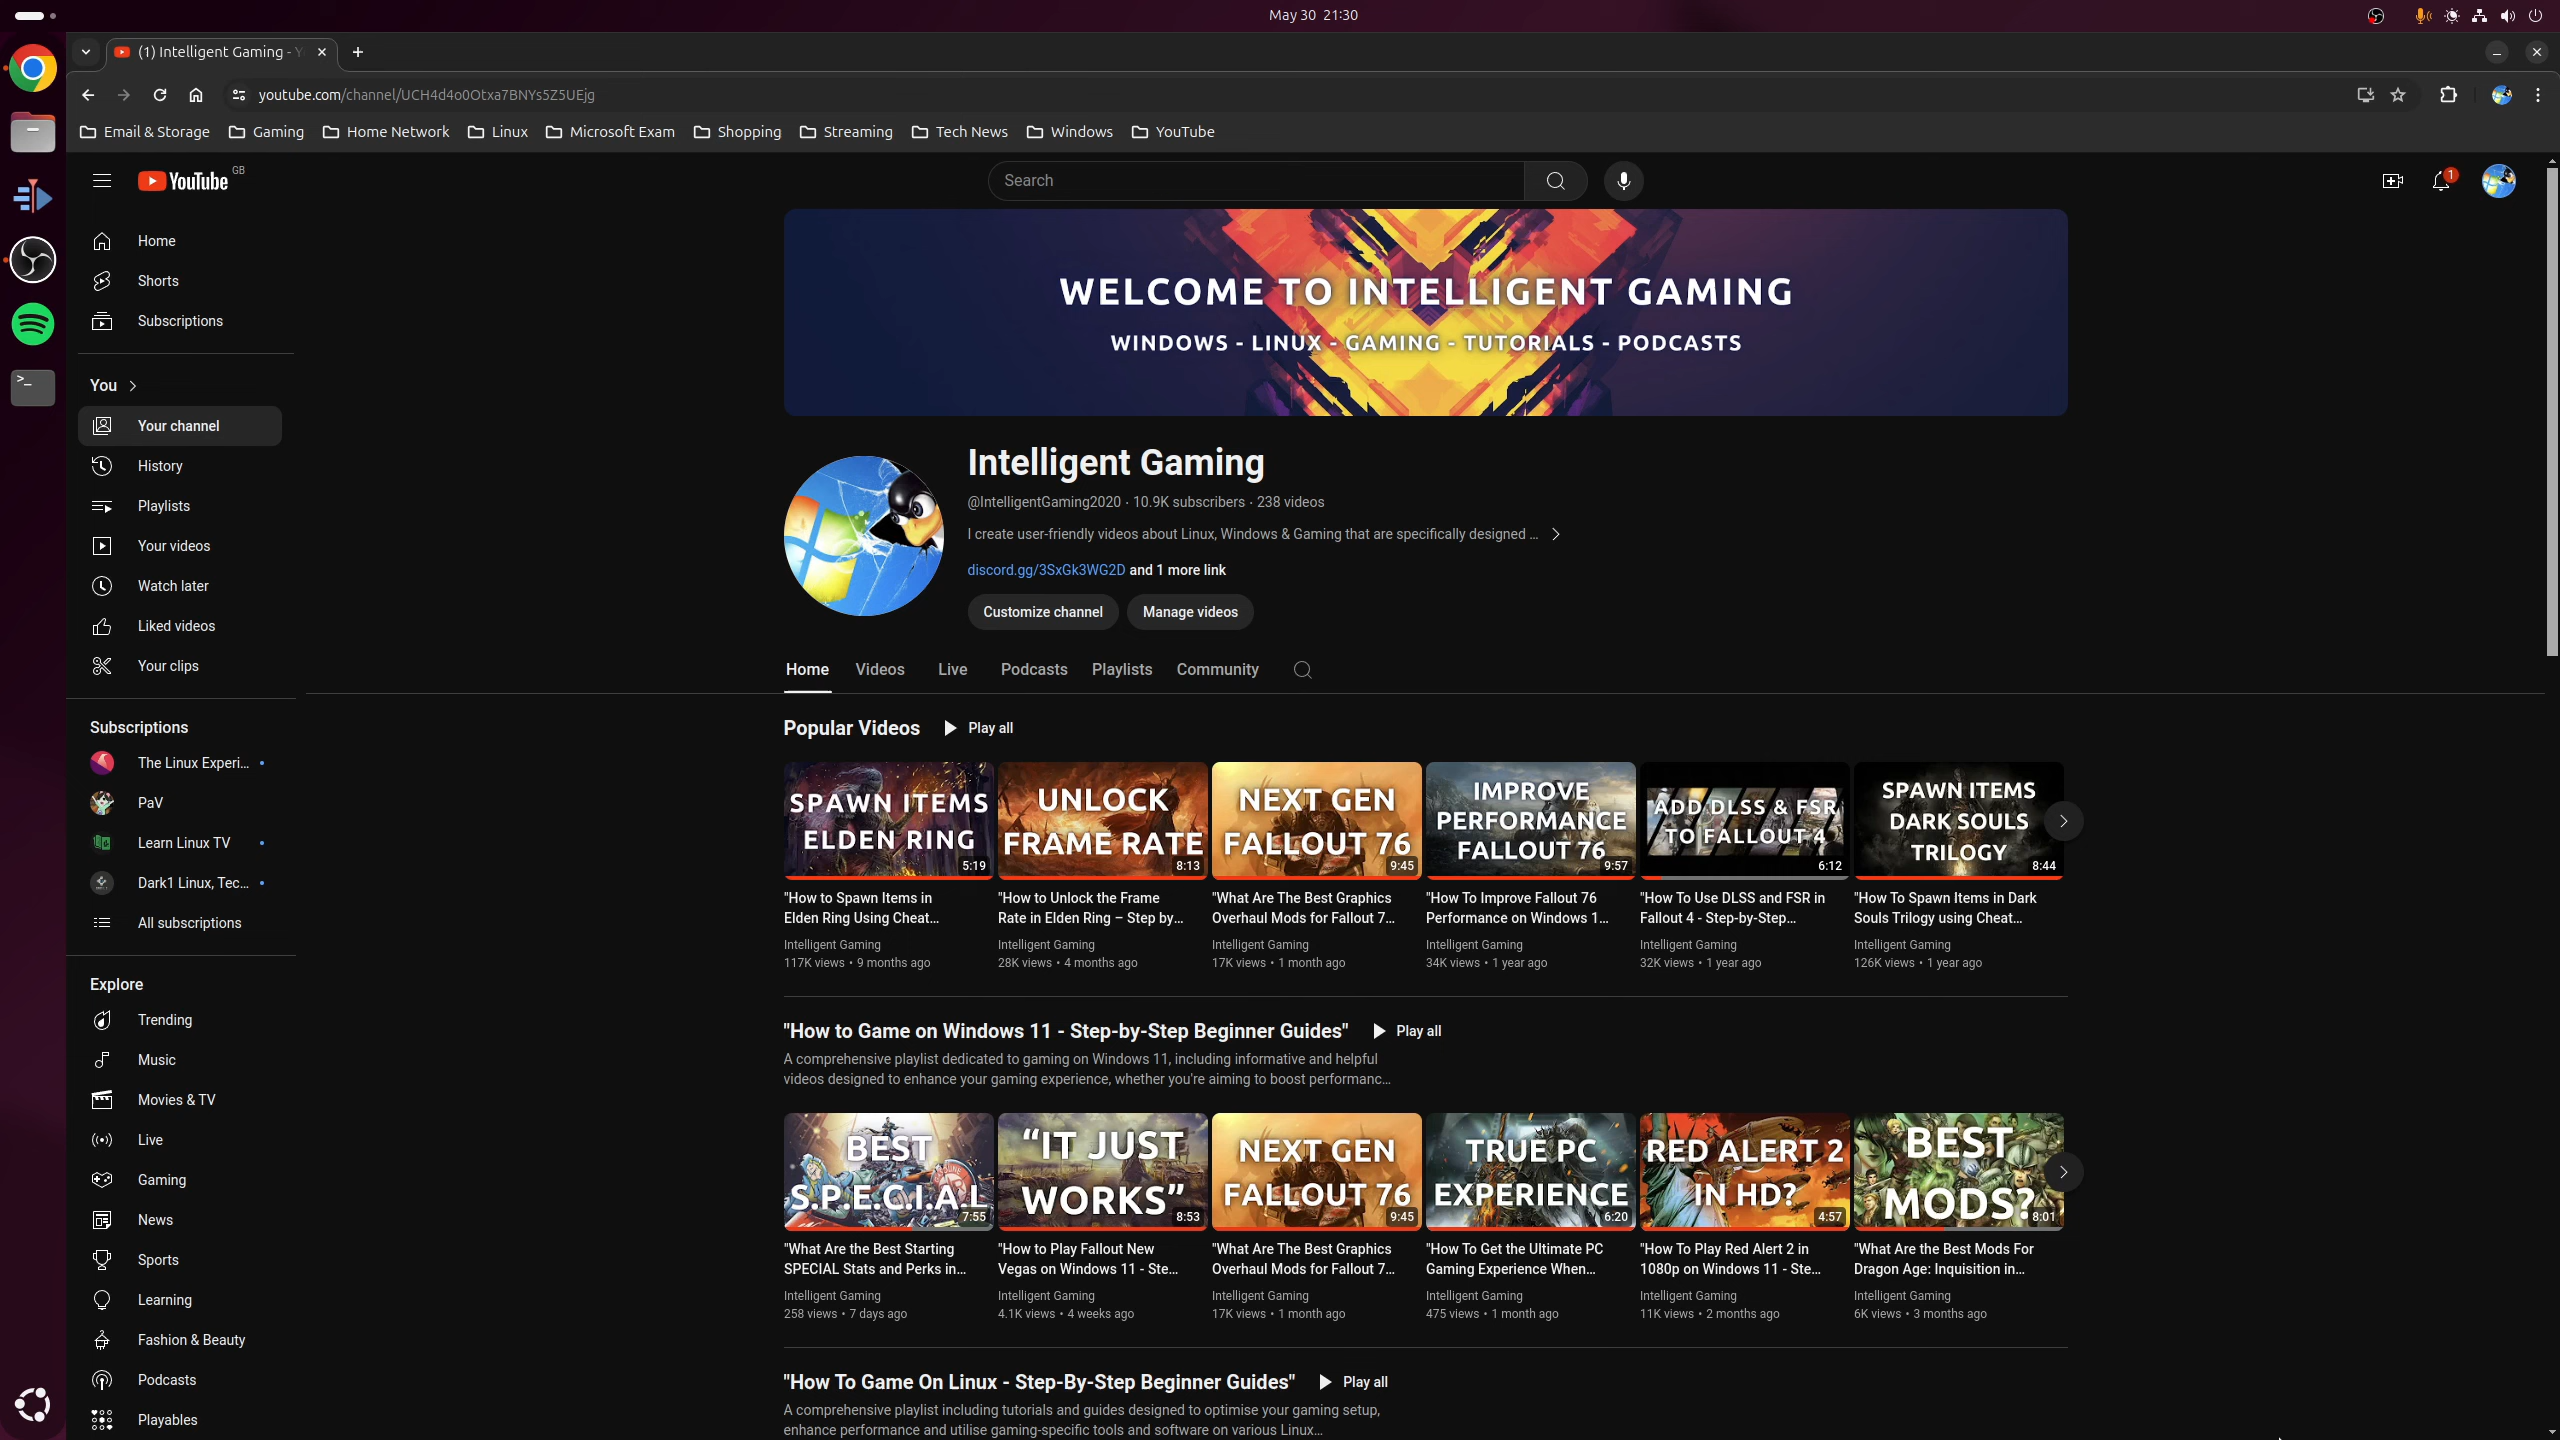 May 30 21:30
(1) Intelligent Gaming - Y
youtube.com/channel/UCH4d4o0Otxa7BNYs5Z5UEjg
Email & Storage
Gaming
Home Network
Linux
Microsoft Exam
Shopping
Streaming
Tech News
Windows
YouTube
YouTube GB
Search
1
Home
Shorts
Subscriptions
You
Your channel
History
Playlists
Your videos
Watch later
Liked videos
Your clips
Subscriptions
The Linux Experi...
PaV
Learn Linux TV
Dark1 Linux, Tec...
All subscriptions
Explore
Trending
Music
Movies & TV
Live
Gaming
News
Sports
Learning
Fashion & Beauty
Podcasts
Playables
WELCOME TO INTELLIGENT GAMING
WINDOWS - LINUX - GAMING - TUTORIALS - PODCASTS
Intelligent Gaming
@IntelligentGaming2020 · 10.9K subscribers · 238 videos
I create user-friendly videos about Linux, Windows & Gaming that are specifically designed ...
discord.gg/3SxGk3WG2D and 1 more link
Customize channel
Manage videos
Home
Videos
Live
Podcasts
Playlists
Community
Popular Videos
Play all
SPAWN ITEMS
ELDEN RING
5:19
"How to Spawn Items in
Elden Ring Using Cheat...
Intelligent Gaming
117K views • 9 months ago
UNLOCK
FRAME RATE
8:13
"How to Unlock the Frame
Rate in Elden Ring – Step by...
Intelligent Gaming
28K views • 4 months ago
NEXT GEN
FALLOUT 76
9:45
"What Are The Best Graphics
Overhaul Mods for Fallout 7...
Intelligent Gaming
17K views • 1 month ago
IMPROVE
PERFORMANCE
FALLOUT 76
9:57
"How To Improve Fallout 76
Performance on Windows 1...
Intelligent Gaming
34K views • 1 year ago
ADD DLSS & FSR
TO FALLOUT 4
6:12
"How To Use DLSS and FSR in
Fallout 4 - Step-by-Step...
Intelligent Gaming
32K views • 1 year ago
SPAWN ITEMS
DARK SOULS
TRILOGY
8:44
"How To Spawn Items in Dark
Souls Trilogy using Cheat...
Intelligent Gaming
126K views • 1 year ago
"How to Game on Windows 11 - Step-by-Step Beginner Guides"
Play all
A comprehensive playlist dedicated to gaming on Windows 11, including informative and helpful
videos designed to enhance your gaming experience, whether you're aiming to boost performanc...
BEST
S.P.E.C.I.A.L
7:55
"What Are the Best Starting
SPECIAL Stats and Perks in...
Intelligent Gaming
258 views • 7 days ago
"IT JUST
WORKS"
8:53
"How to Play Fallout New
Vegas on Windows 11 - Ste...
Intelligent Gaming
4.1K views • 4 weeks ago
NEXT GEN
FALLOUT 76
9:45
"What Are The Best Graphics
Overhaul Mods for Fallout 7...
Intelligent Gaming
17K views • 1 month ago
TRUE PC
EXPERIENCE
6:20
"How To Get the Ultimate PC
Gaming Experience When...
Intelligent Gaming
475 views • 1 month ago
RED ALERT 2
IN HD?
4:57
"How To Play Red Alert 2 in
1080p on Windows 11 - Ste...
Intelligent Gaming
11K views • 2 months ago
BEST
MODS?
8:01
"What Are the Best Mods For
Dragon Age: Inquisition in...
Intelligent Gaming
6K views • 3 months ago
"How To Game On Linux - Step-By-Step Beginner Guides"
Play all
A comprehensive playlist including tutorials and guides designed to optimise your gaming setup,
enhance performance and utilise gaming-specific tools and software on various Linux...